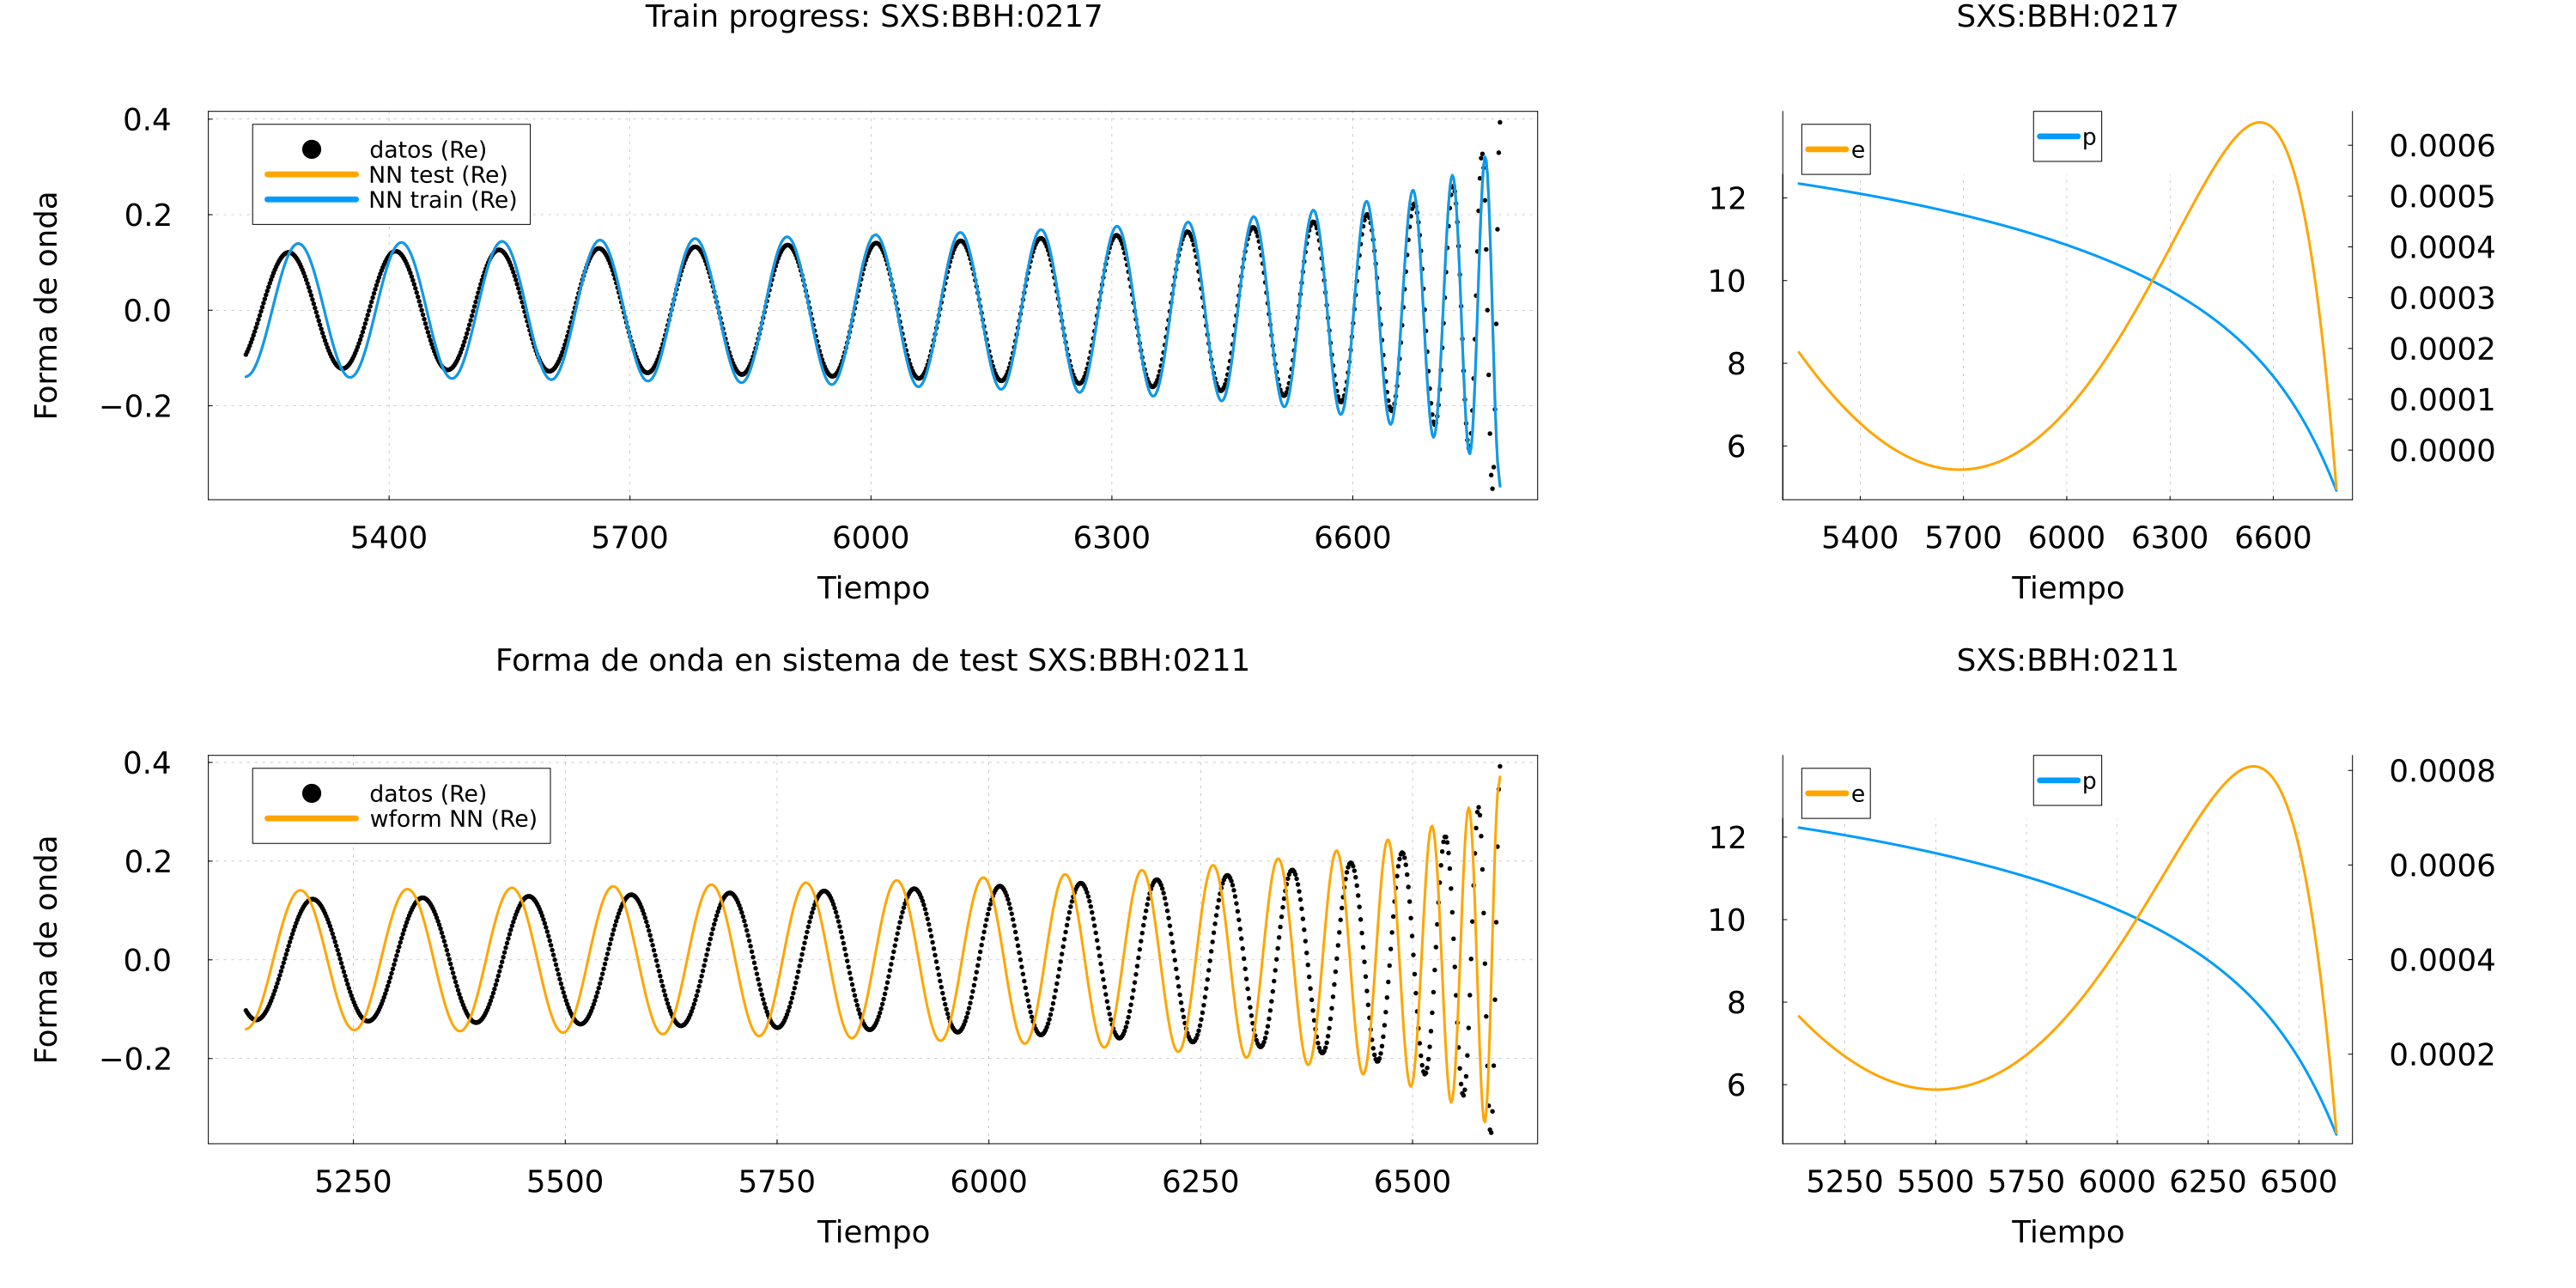 Train progress: SXS:BBH:0217
Forma de onda
0.4
0.2
0.0
−0.2
datos (Re)
NN test (Re)
NN train (Re)
5400 5700 6000 6300 6600
Tiempo
SXS:BBH:0217
12
10
8
6
e
p
0.0006
0.0005
0.0004
0.0003
0.0002
0.0001
0.0000
5400 5700 6000 6300 6600
Tiempo
Forma de onda en sistema de test SXS:BBH:0211
Forma de onda
0.4
0.2
0.0
−0.2
datos (Re)
wform NN (Re)
5250 5500 5750 6000 6250 6500
Tiempo
SXS:BBH:0211
12
10
8
6
e
p
0.0008
0.0006
0.0004
0.0002
5250 5500 5750 6000 6250 6500
Tiempo